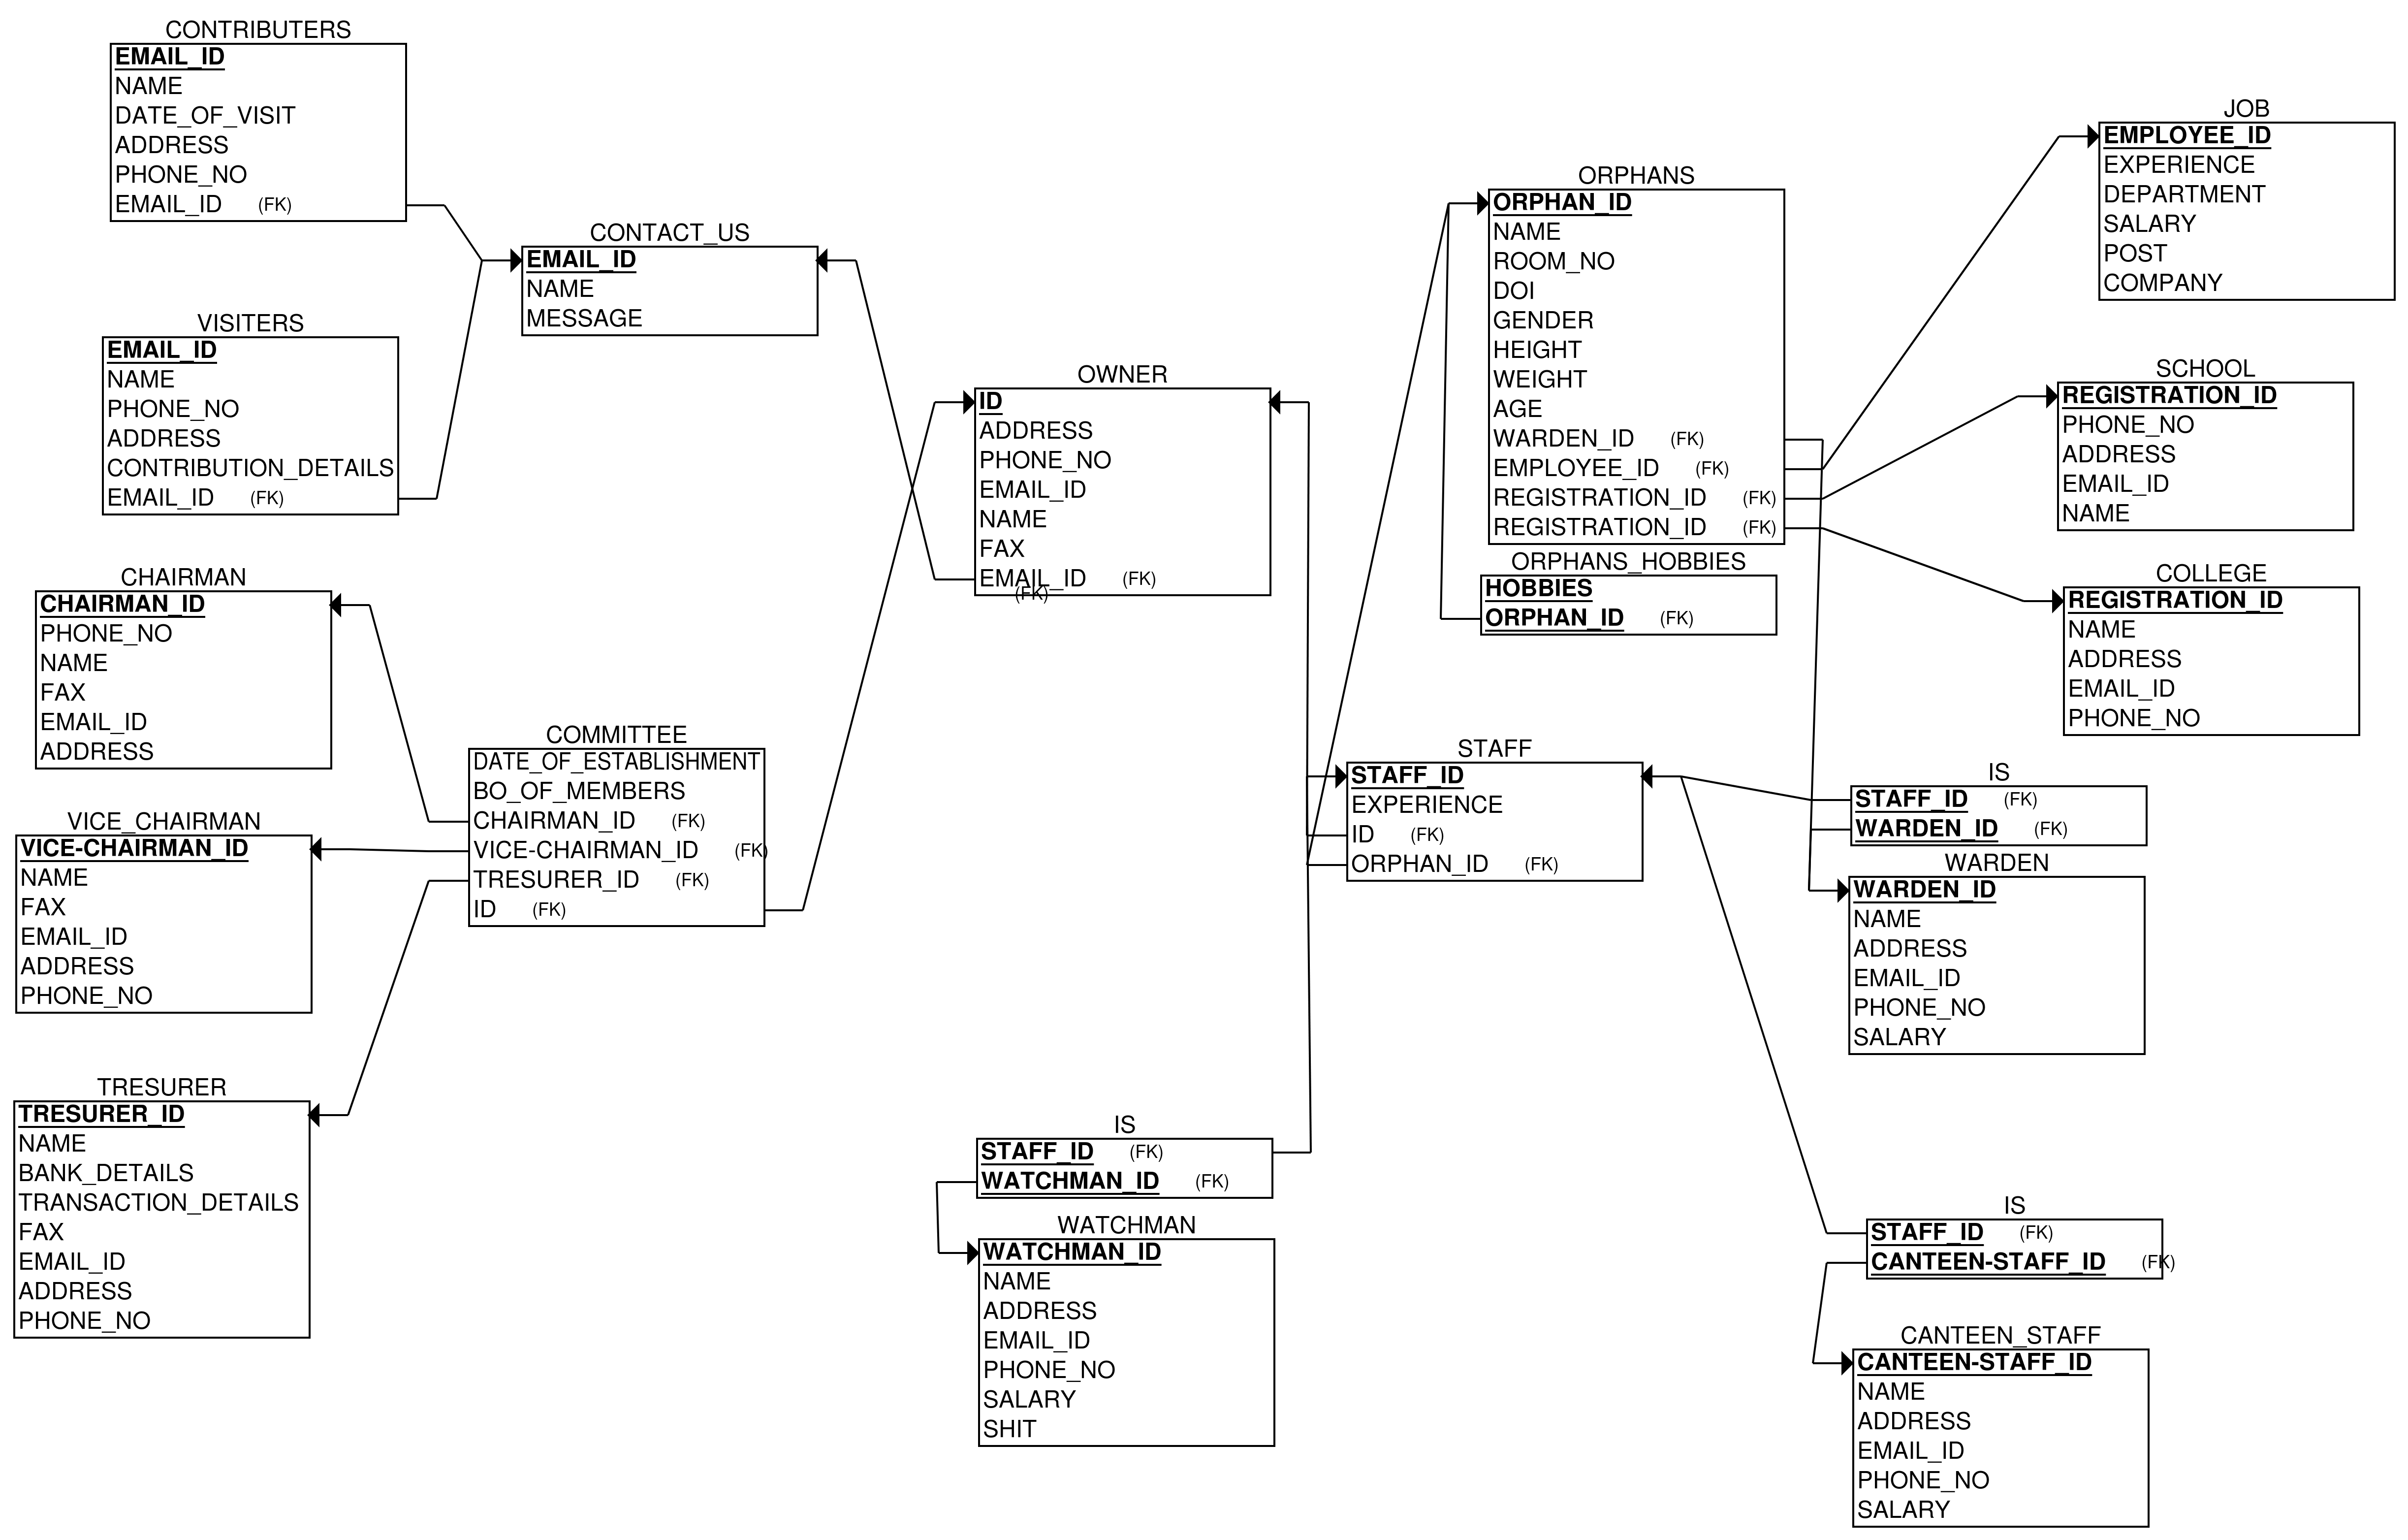 CONTRIBUTERS
EMAIL_ID
NAME
DATE_OF_VISIT
ADDRESS
PHONE_NO
EMAIL_ID (FK)
VISITERS
EMAIL_ID
NAME
PHONE_NO
ADDRESS
CONTRIBUTION_DETAILS
EMAIL_ID (FK)
CONTACT_US
EMAIL_ID
NAME
MESSAGE
CHAIRMAN
CHAIRMAN_ID
PHONE_NO
NAME
FAX
EMAIL_ID
ADDRESS
VICE_CHAIRMAN
VICE-CHAIRMAN_ID
NAME
FAX
EMAIL_ID
ADDRESS
PHONE_NO
TRESURER
TRESURER_ID
NAME
BANK_DETAILS
TRANSACTION_DETAILS
FAX
EMAIL_ID
ADDRESS
PHONE_NO
COMMITTEE
DATE_OF_ESTABLISHMENT
BO_OF_MEMBERS
CHAIRMAN_ID (FK)
VICE-CHAIRMAN_ID (FK)
TRESURER_ID (FK)
ID (FK)
OWNER
ID
ADDRESS
PHONE_NO
EMAIL_ID
NAME
FAX
EMAIL_ID (FK)
(FK)
IS
STAFF_ID (FK)
WATCHMAN_ID (FK)
WATCHMAN
WATCHMAN_ID
NAME
ADDRESS
EMAIL_ID
PHONE_NO
SALARY
SHIT
ORPHANS
ORPHAN_ID
NAME
ROOM_NO
DOI
GENDER
HEIGHT
WEIGHT
AGE
WARDEN_ID (FK)
EMPLOYEE_ID (FK)
REGISTRATION_ID (FK)
REGISTRATION_ID (FK)
ORPHANS_HOBBIES
HOBBIES
ORPHAN_ID (FK)
STAFF
STAFF_ID
EXPERIENCE
ID (FK)
ORPHAN_ID (FK)
JOB
EMPLOYEE_ID
EXPERIENCE
DEPARTMENT
SALARY
POST
COMPANY
SCHOOL
REGISTRATION_ID
PHONE_NO
ADDRESS
EMAIL_ID
NAME
COLLEGE
REGISTRATION_ID
NAME
ADDRESS
EMAIL_ID
PHONE_NO
IS
STAFF_ID (FK)
WARDEN_ID (FK)
WARDEN
WARDEN_ID
NAME
ADDRESS
EMAIL_ID
PHONE_NO
SALARY
IS
STAFF_ID (FK)
CANTEEN-STAFF_ID (FK)
CANTEEN_STAFF
CANTEEN-STAFF_ID
NAME
ADDRESS
EMAIL_ID
PHONE_NO
SALARY